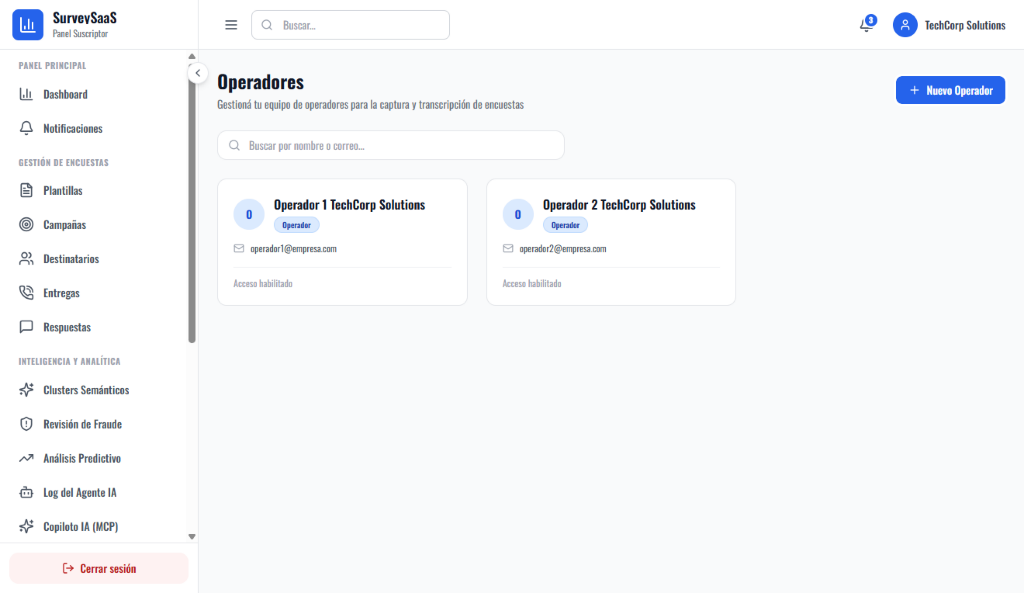 SurveySaaS
Panel Suscriptor
Buscar...
3
TechCorp Solutions
PANEL PRINCIPAL
Dashboard
Notificaciones
GESTIÓN DE ENCUESTAS
Plantillas
Campañas
Destinatarios
Entregas
Respuestas
INTELIGENCIA Y ANALÍTICA
Clusters Semánticos
Revisión de Fraude
Análisis Predictivo
Log del Agente IA
Copiloto IA (MCP)
Cerrar sesión
Operadores
Gestioná tu equipo de operadores para la captura y transcripción de encuestas
Nuevo Operador
Buscar por nombre o correo...
O
Operador 1 TechCorp Solutions
Operador
operador1@empresa.com
Acceso habilitado
O
Operador 2 TechCorp Solutions
Operador
operador2@empresa.com
Acceso habilitado